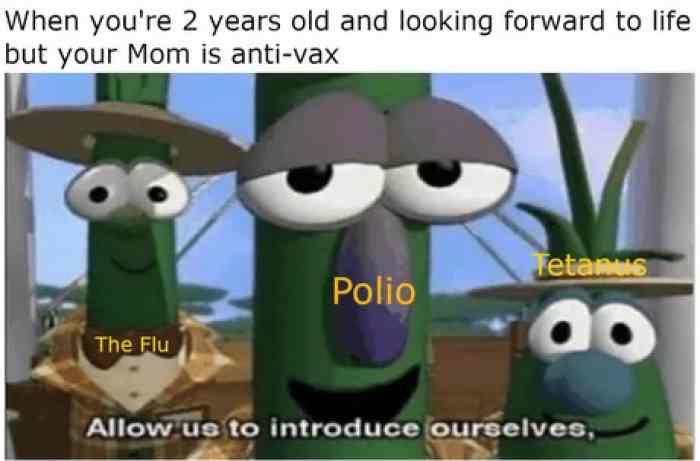 When you're 2 years old and looking forward to life
but your Mom is anti-vax
Tetanus
Polio
The Flu
Allow us to introduce ourselves,